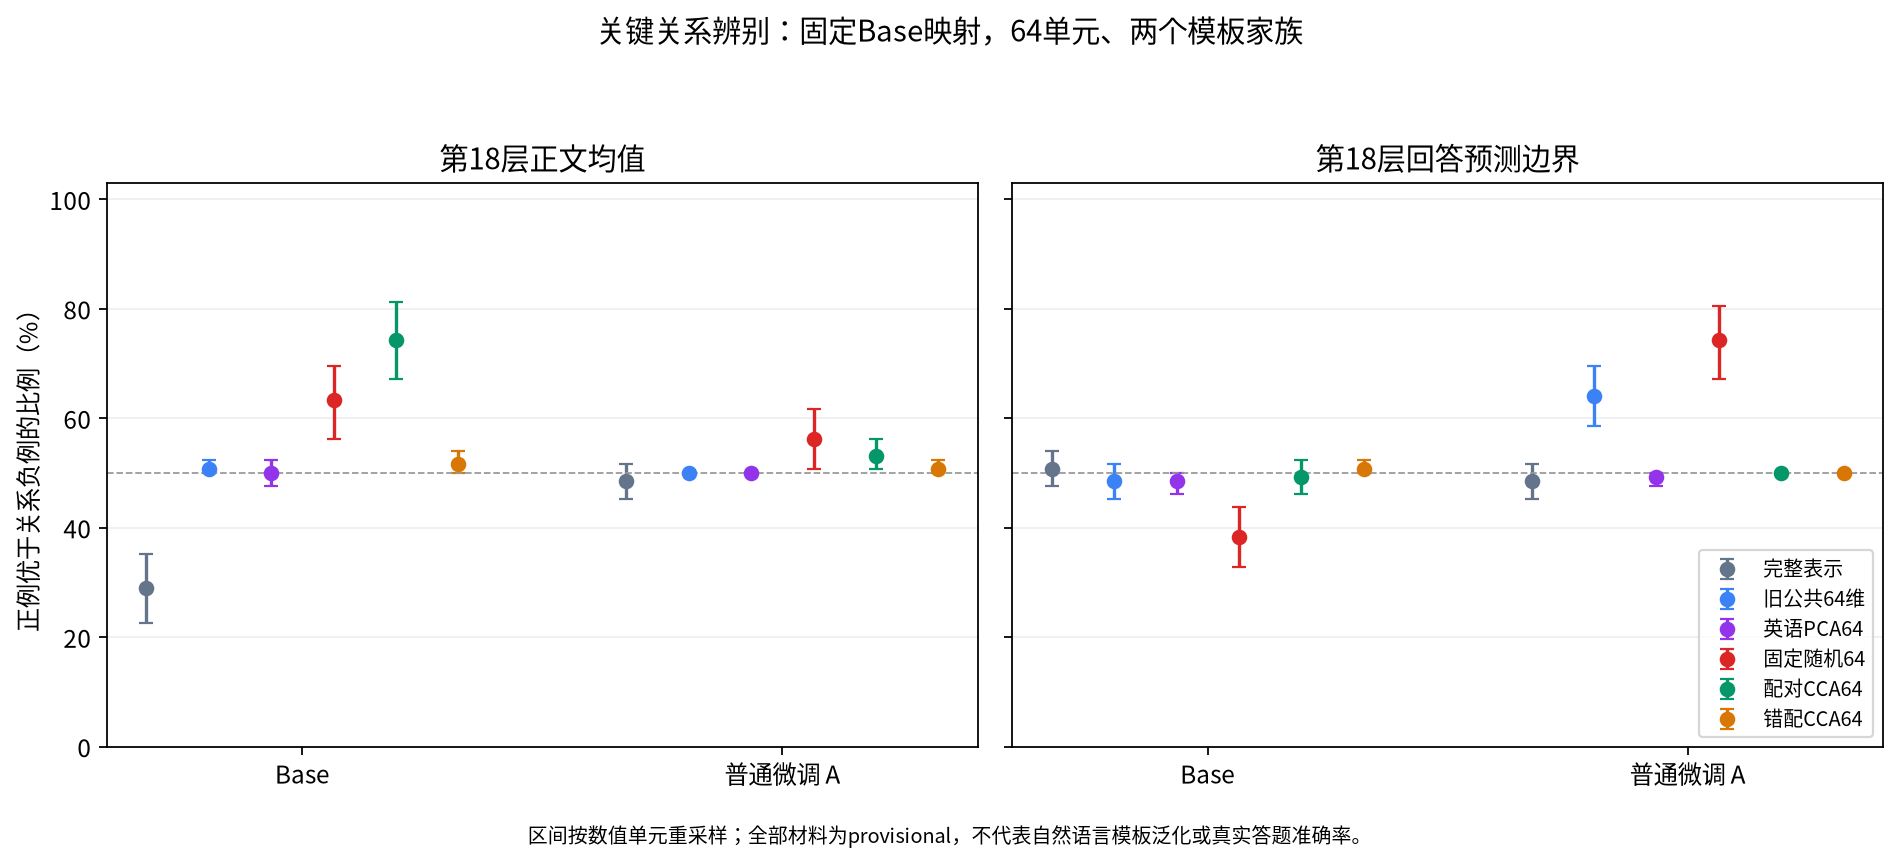 关键关系辨别：固定Base映射，64单元、两个模板家族
第18层正文均值
第18层回答预测边界
正例优于关系负例的比例（%）
100
80
60
40
20
0
Base
普通微调 A
Base
普通微调 A
完整表示
旧公共64维
英语PCA64
固定随机64
配对CCA64
错配CCA64
区间按数值单元重采样；全部材料为provisional，不代表自然语言模板泛化或真实答题准确率。